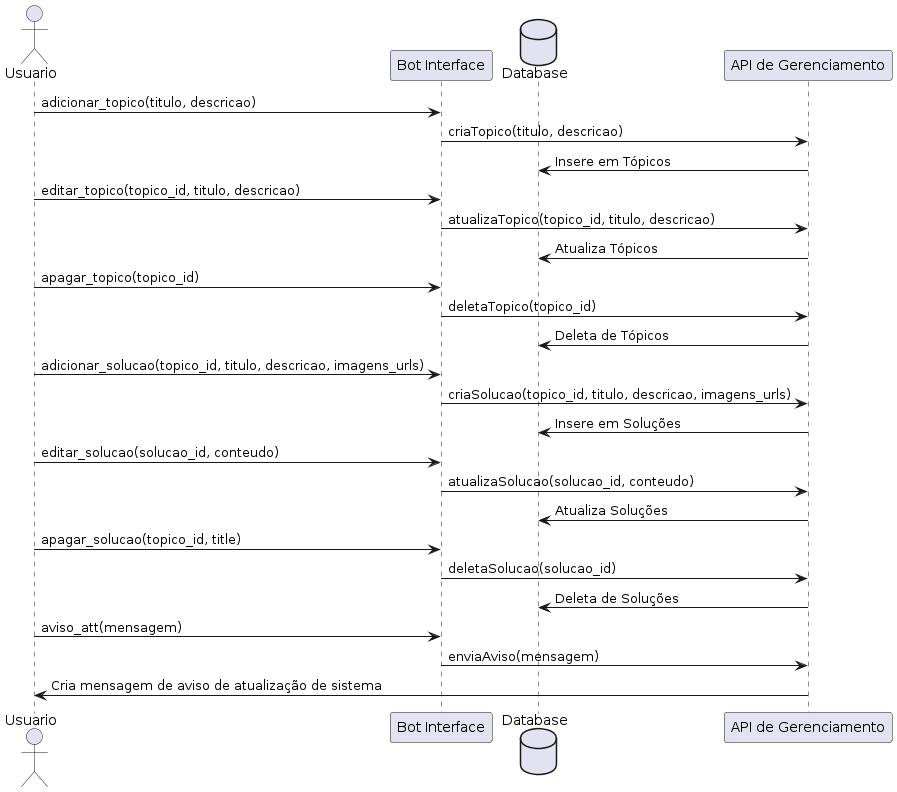 Usuario
Bot Interface
Database
API de Gerenciamento
adicionar_topico(titulo, descricao)
criaTopico(titulo, descricao)
Insere em Tópicos
editar_topico(topico_id, titulo, descricao)
atualizaTopico(topico_id, titulo, descricao)
Atualiza Tópicos
apagar_topico(topico_id)
deletaTopico(topico_id)
Deleta de Tópicos
adicionar_solucao(topico_id, titulo, descricao, imagens_urls)
criaSolucao(topico_id, titulo, descricao, imagens_urls)
Insere em Soluções
editar_solucao(solucao_id, conteudo)
atualizaSolucao(solucao_id, conteudo)
Atualiza Soluções
apagar_solucao(topico_id, title)
deletaSolucao(solucao_id)
Deleta de Soluções
aviso_att(mensagem)
enviaAviso(mensagem)
Cria mensagem de aviso de atualização de sistema
Usuario
Bot Interface
Database
API de Gerenciamento